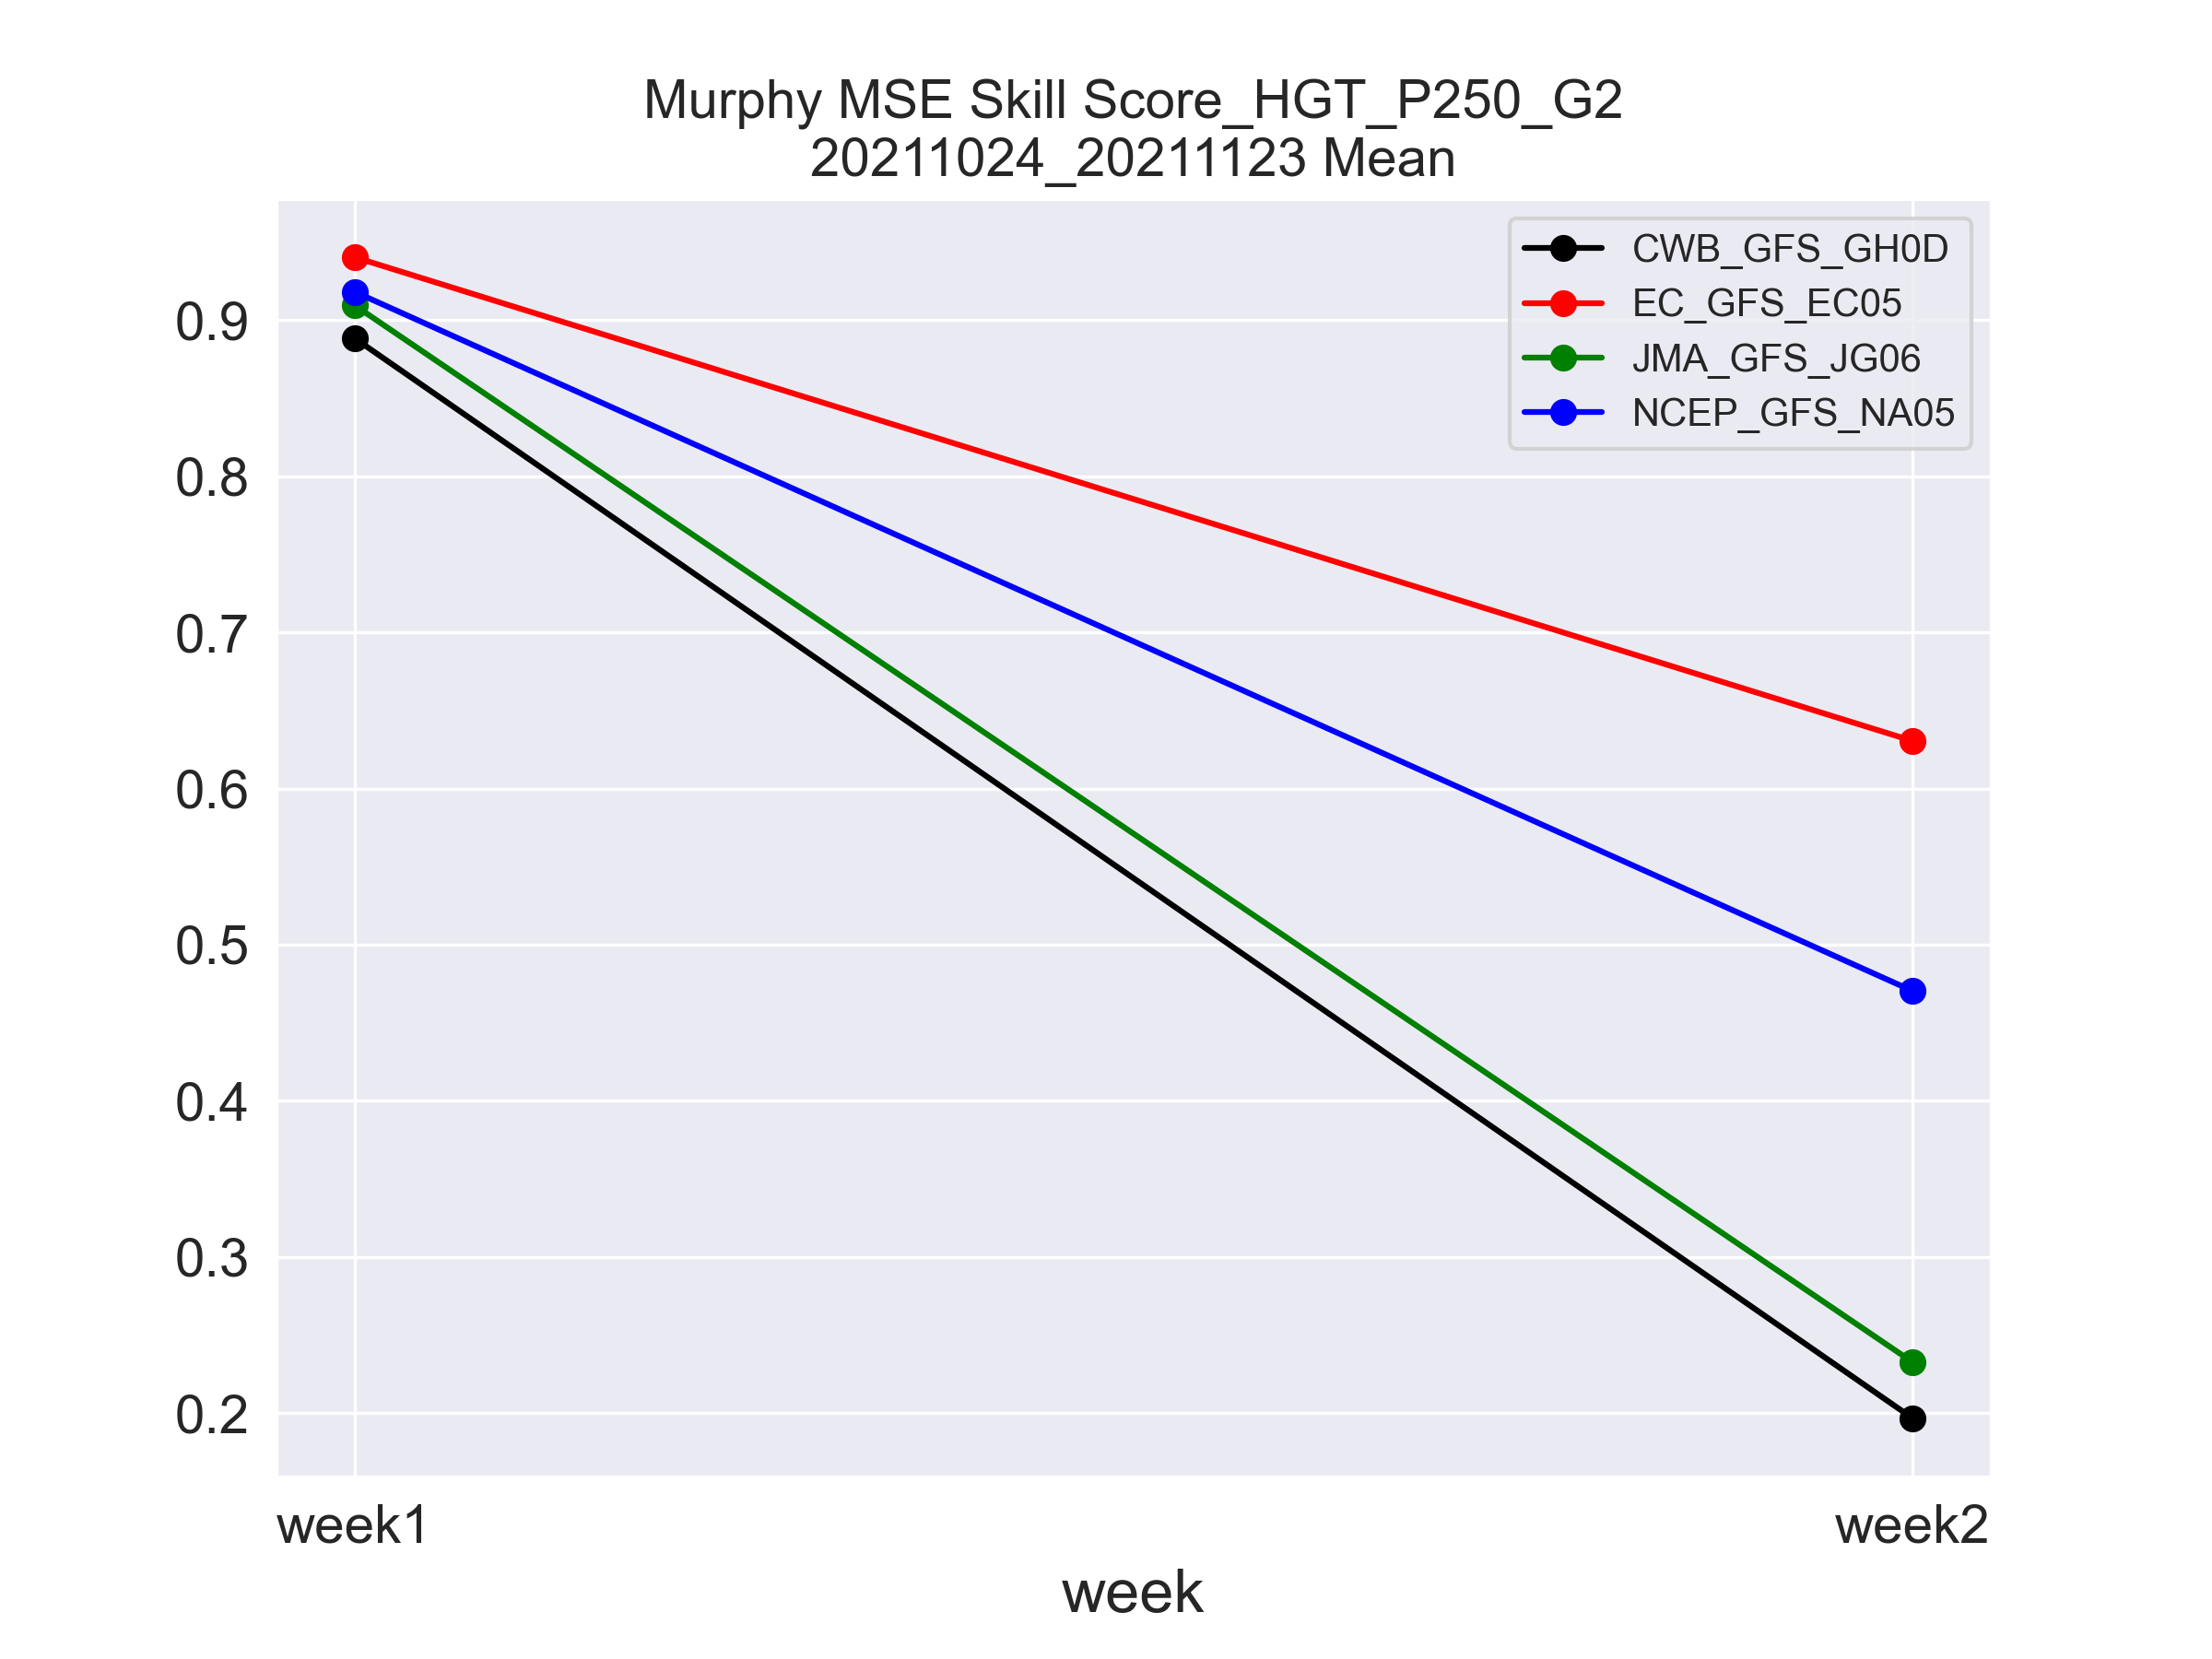 Murphy MSE Skill Score_HGT_P250_G2
20211024_20211123 Mean
CWB_GFS_GH0D
EC_GFS_EC05
JMA_GFS_JG06
NCEP_GFS_NA05
0.9
0.8
0.7
0.6
0.5
0.4
0.3
0.2
week1
week2
week